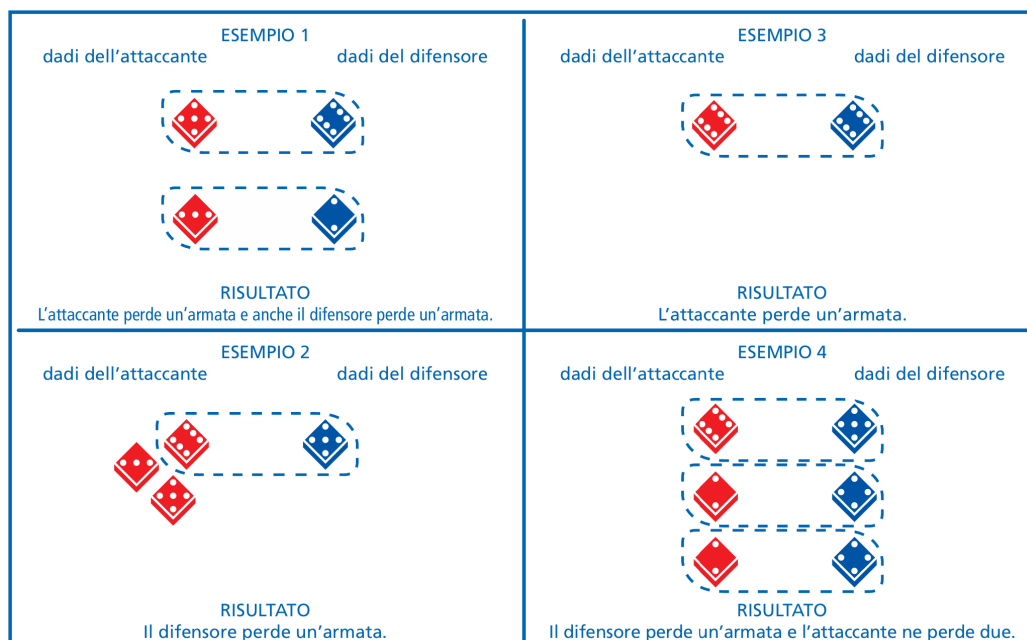 ESEMPIO 1
dadi dell'attaccante dadi del difensore
RISULTATO
L'attaccante perde un'armata e anche il difensore perde un'armata.
ESEMPIO 3
dadi dell'attaccante dadi del difensore
RISULTATO
L'attaccante perde un'armata.
ESEMPIO 2
dadi dell'attaccante dadi del difensore
RISULTATO
Il difensore perde un'armata.
ESEMPIO 4
dadi dell'attaccante dadi del difensore
RISULTATO
Il difensore perde un'armata e l'attaccante ne perde due.